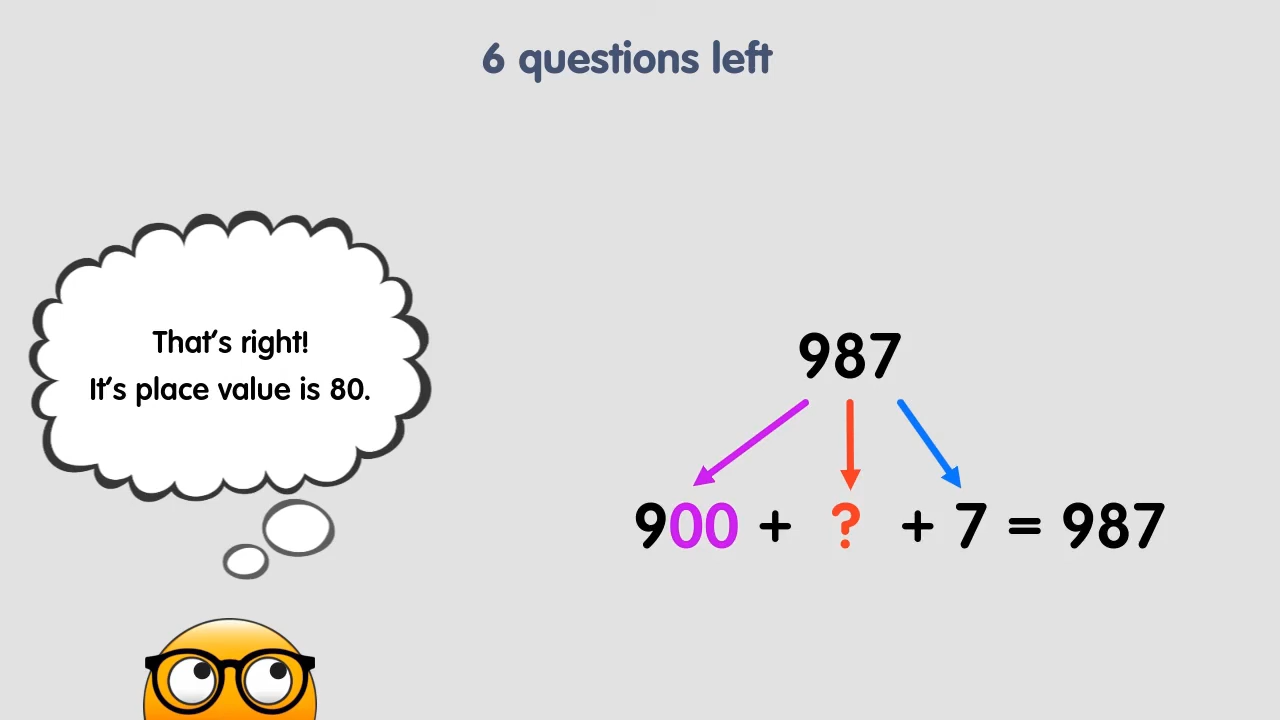 6 questions left
That's right!
It's place value is 80.
987
900 + ? + 7 = 987